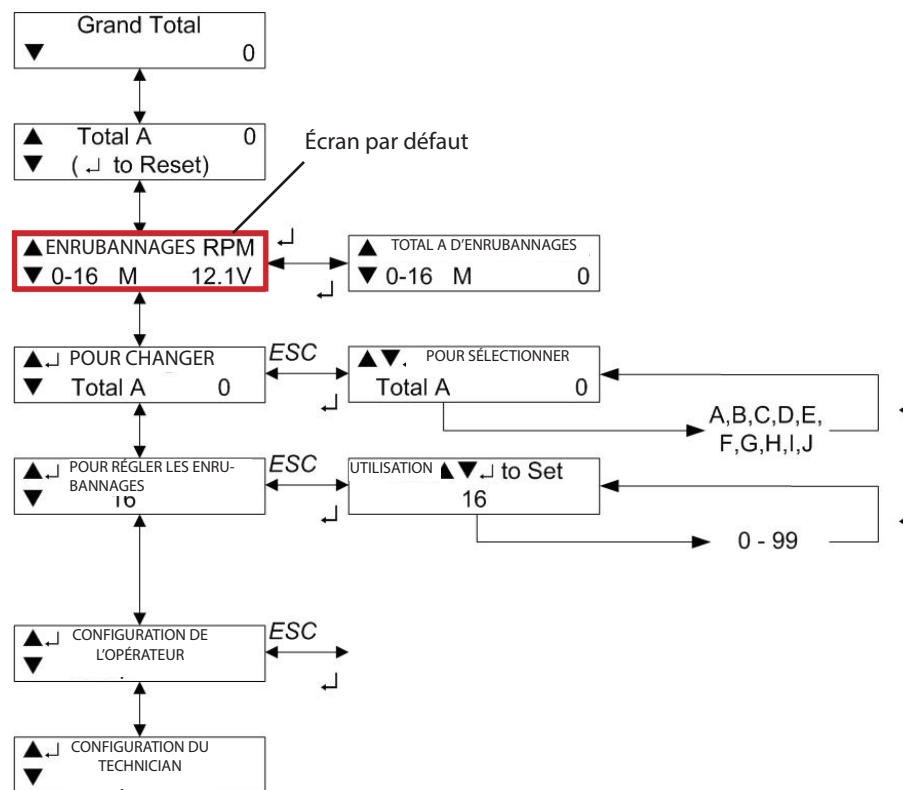 Grand Total
▼ 0
▲ Total A 0
▼ ( ↵ to Reset)
Écran par défaut
▲ ENRUBANNAGES RPM ↵
▼ 0-16 M 12.1V
▲ TOTAL A D'ENRUBANNAGES
▼ 0-16 M 0
↵
▲↵ POUR CHANGER
▼ Total A 0
ESC
↵
▲▼. POUR SÉLECTIONNER
Total A 0
A,B,C,D,E,
F,G,H,I,J
▲↵ POUR RÉGLER LES ENRU-
BANNAGES
▼ 16
ESC
↵
UTILISATION ▲▼↵ to Set
16
0 - 99
▲↵ CONFIGURATION DE
L'OPÉRATEUR
▼
ESC
↵
▲↵ CONFIGURATION DU
TECHNICIAN
▼